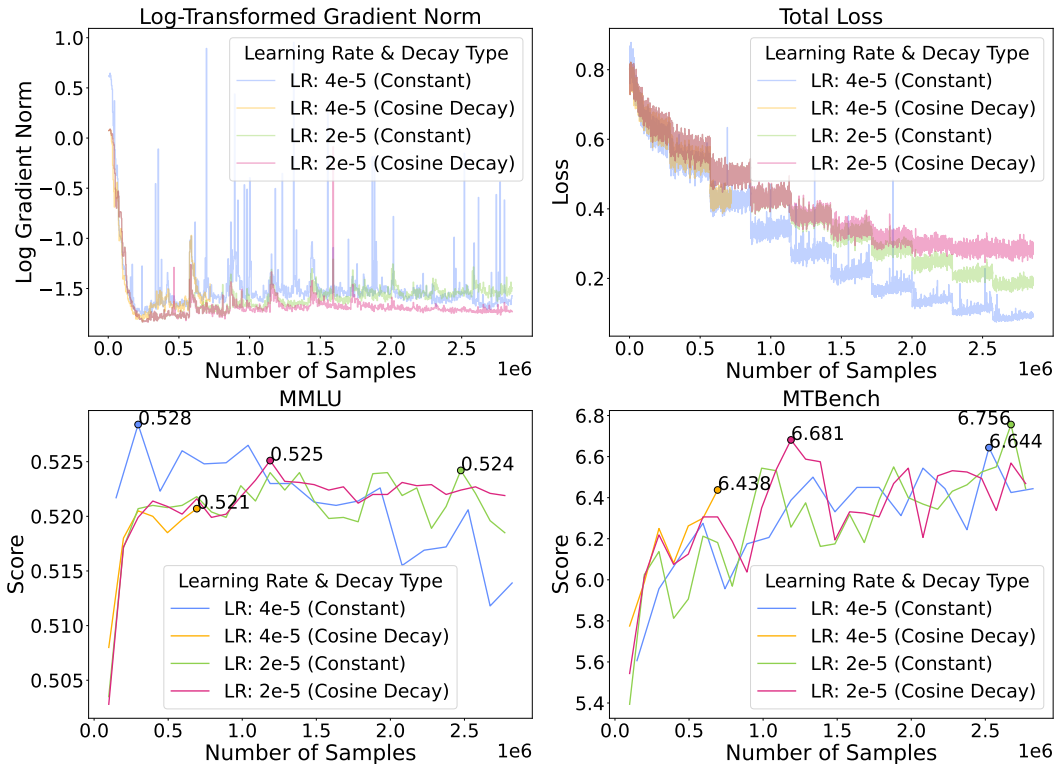 Log-Transformed Gradient Norm
Log Gradient Norm
1.0
0.5
0.0
−0.5
−1.0
−1.5
Learning Rate & Decay Type
LR: 4e-5 (Constant)
LR: 4e-5 (Cosine Decay)
LR: 2e-5 (Constant)
LR: 2e-5 (Cosine Decay)
0.0 0.5 1.0 1.5 2.0 2.5
1e6
Number of Samples
Total Loss
Loss
0.8
0.6
0.4
0.2
Learning Rate & Decay Type
LR: 4e-5 (Constant)
LR: 4e-5 (Cosine Decay)
LR: 2e-5 (Constant)
LR: 2e-5 (Cosine Decay)
0.0 0.5 1.0 1.5 2.0 2.5
1e6
Number of Samples
MMLU
Score
0.525
0.520
0.515
0.510
0.505
0.528
0.521
0.525
0.524
Learning Rate & Decay Type
LR: 4e-5 (Constant)
LR: 4e-5 (Cosine Decay)
LR: 2e-5 (Constant)
LR: 2e-5 (Cosine Decay)
0.0 0.5 1.0 1.5 2.0 2.5
1e6
Number of Samples
MTBench
Score
6.8
6.6
6.4
6.2
6.0
5.8
5.6
5.4
6.438
6.681
6.756
6.644
Learning Rate & Decay Type
LR: 4e-5 (Constant)
LR: 4e-5 (Cosine Decay)
LR: 2e-5 (Constant)
LR: 2e-5 (Cosine Decay)
0.0 0.5 1.0 1.5 2.0 2.5
1e6
Number of Samples